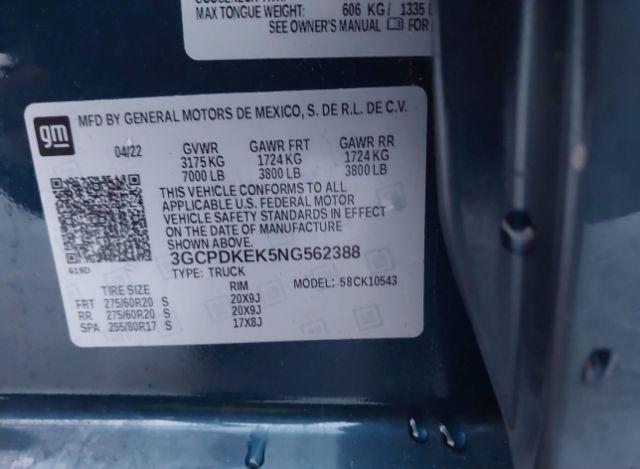 MAX TONGUE WEIGHT: 606 KG / 1335
SEE OWNER'S MANUAL FOR
gm
MFD BY GENERAL MOTORS DE MEXICO, S. DE R.L. DE C.V.
04/22 GVWR GAWR FRT GAWR RR
3175 KG 1724 KG 1724 KG
7000 LB 3800 LB 3800 LB
THIS VEHICLE CONFORMS TO ALL
APPLICABLE U.S. FEDERAL MOTOR
VEHICLE SAFETY STANDARDS IN EFFECT
ON THE DATE OF MANUFACTURE
SHOWN ABOVE.
619D
3GCPDKEK5NG562388
TYPE: TRUCK MODEL: 58CK10543
TIRE SIZE RIM
FRT 275/60R20 S 20X9J
RR 275/60R20 S 20X9J
SPA 255/80R17 S 17X8J